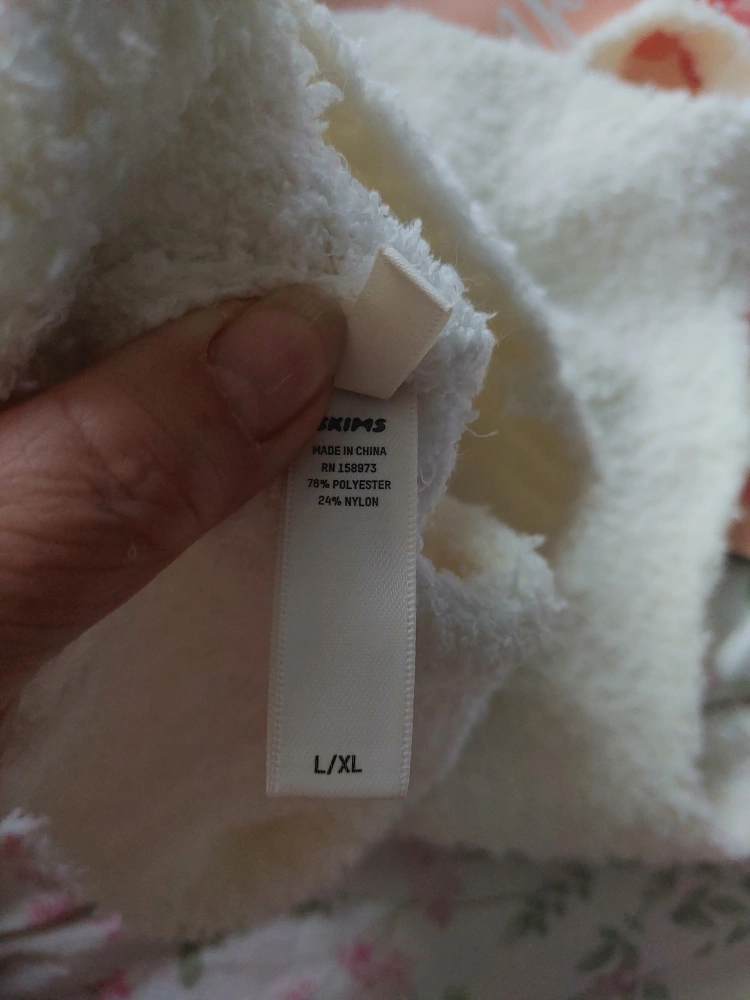 SKIMS
MADE IN CHINA
RN 158973
76% POLYESTER
24% NYLON
L/XL